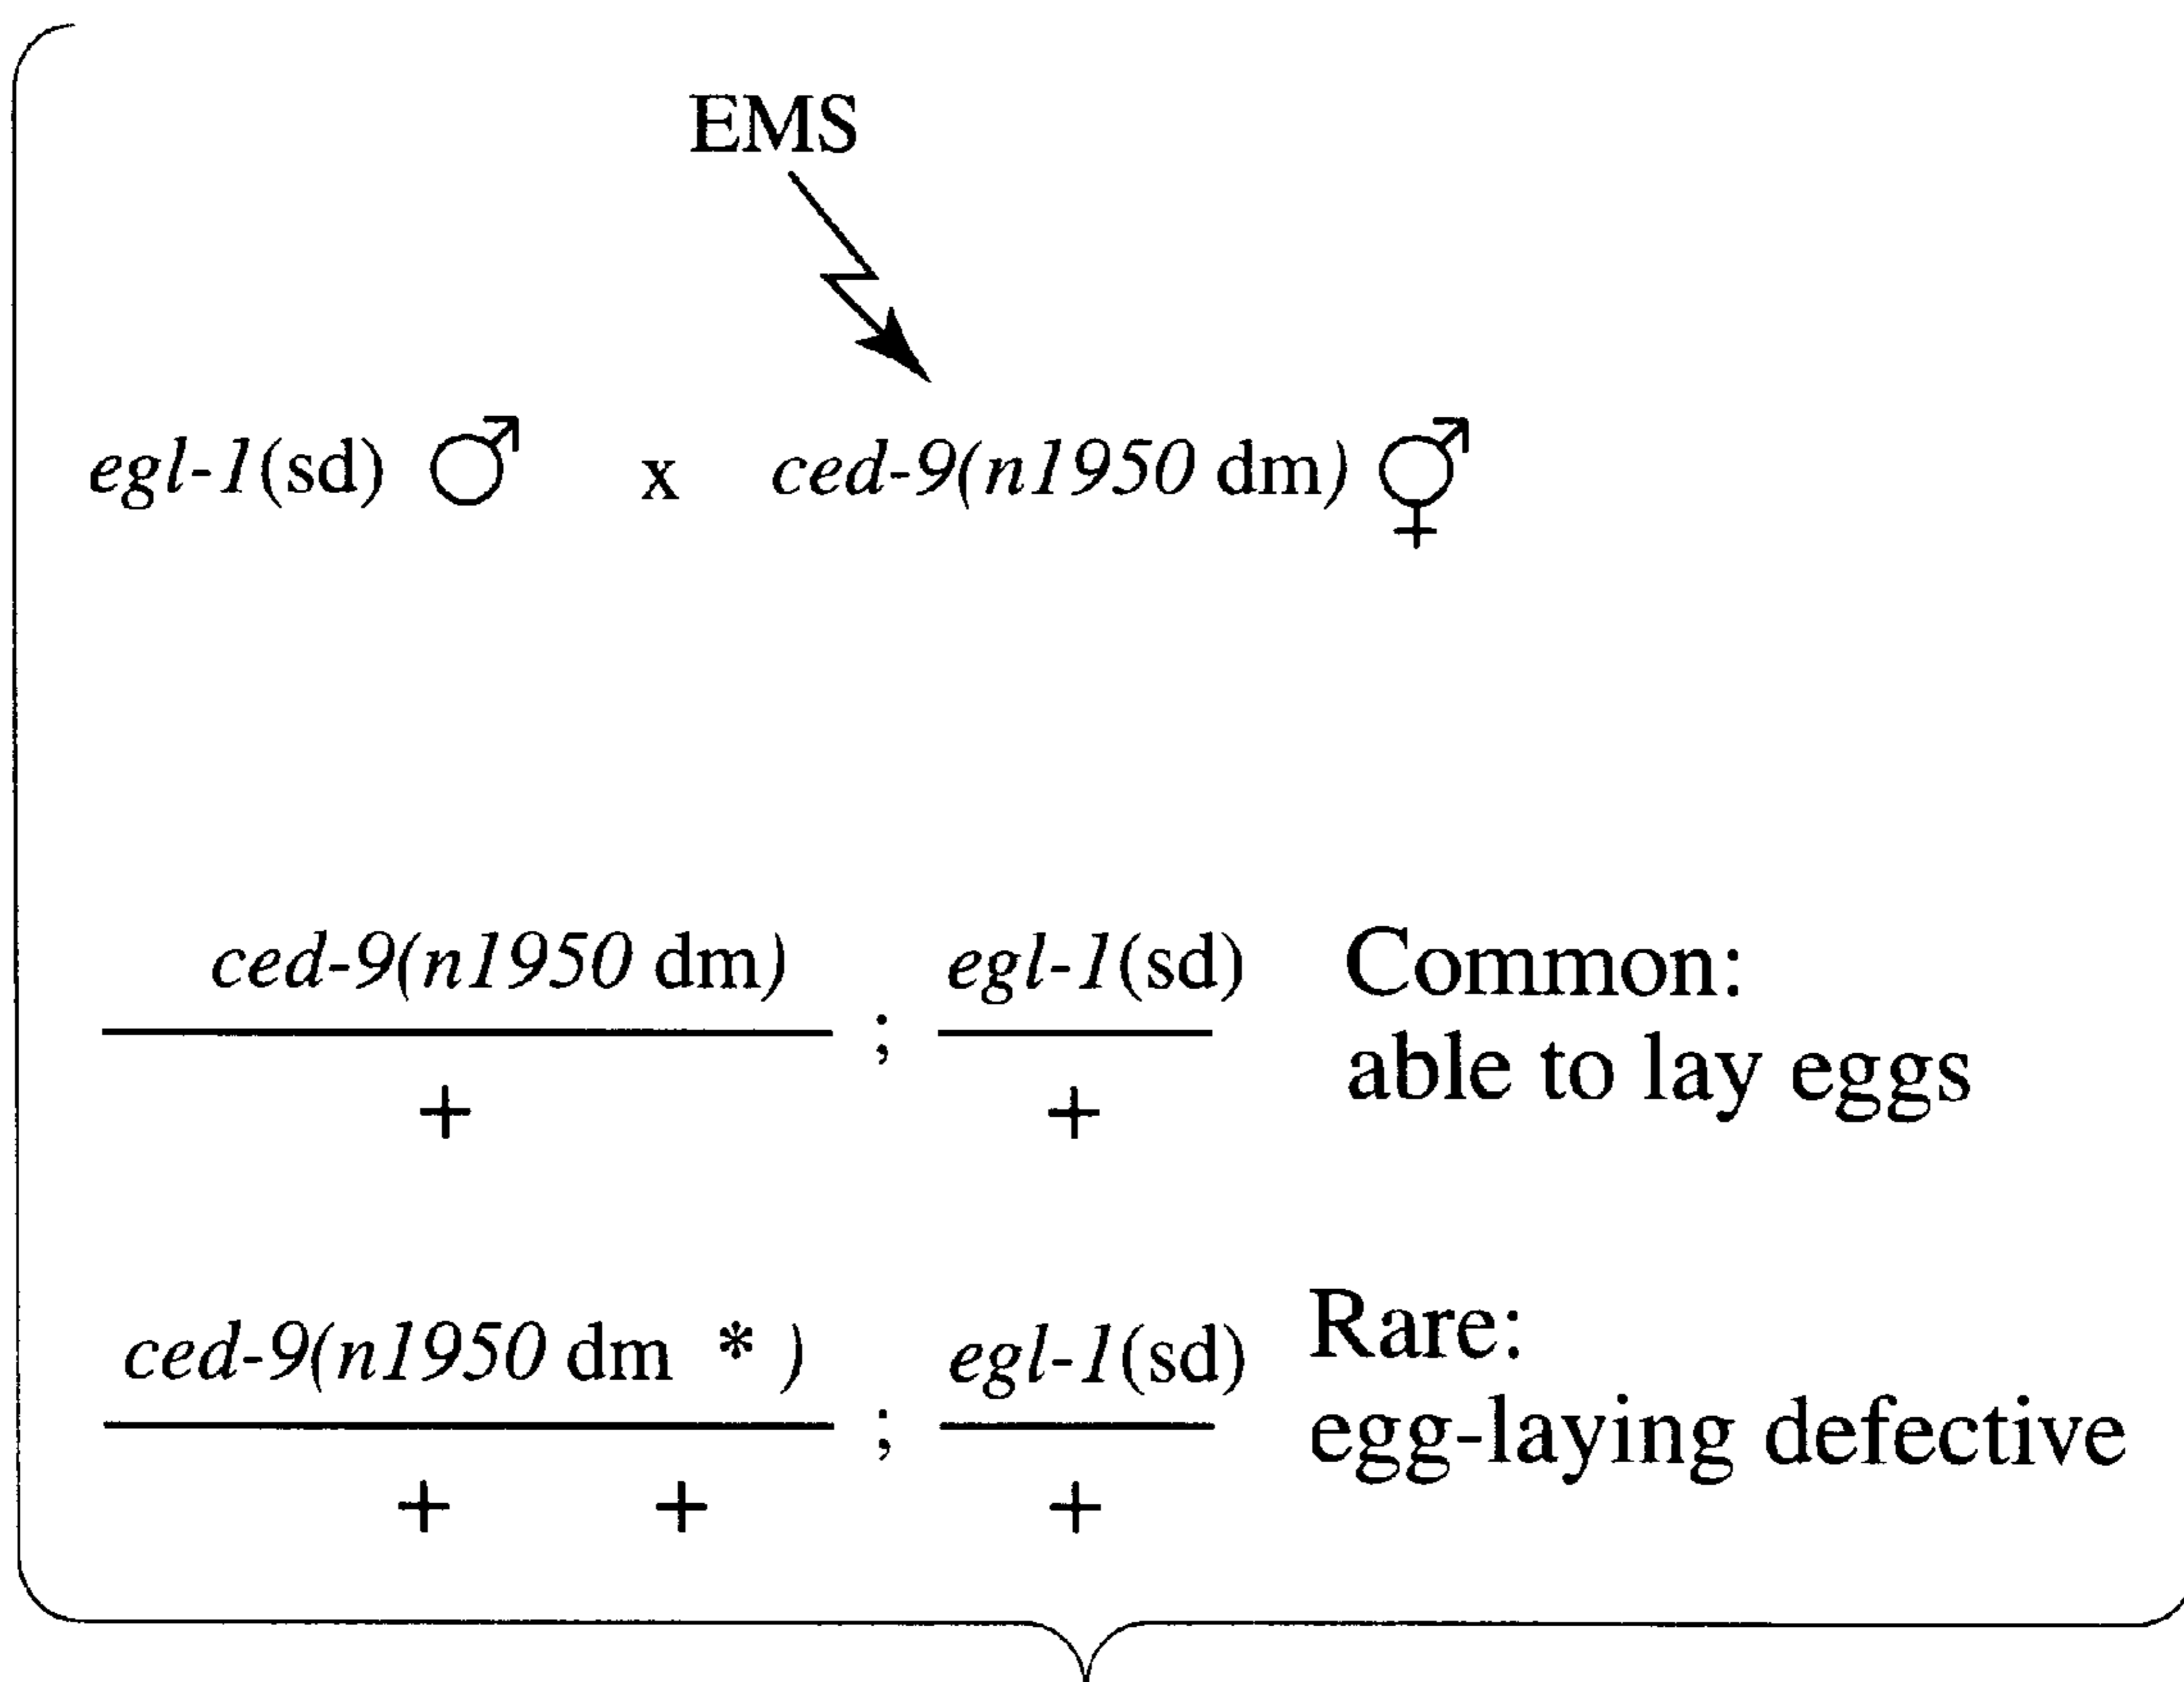 EMS
egl-1(sd) ♂ x ced-9(n1950 dm) ⚥
ced-9(n1950 dm) ; egl-1(sd) Common:
able to lay eggs
+ +
ced-9(n1950 dm * ) ; egl-1(sd) Rare:
egg-laying defective
+ + +